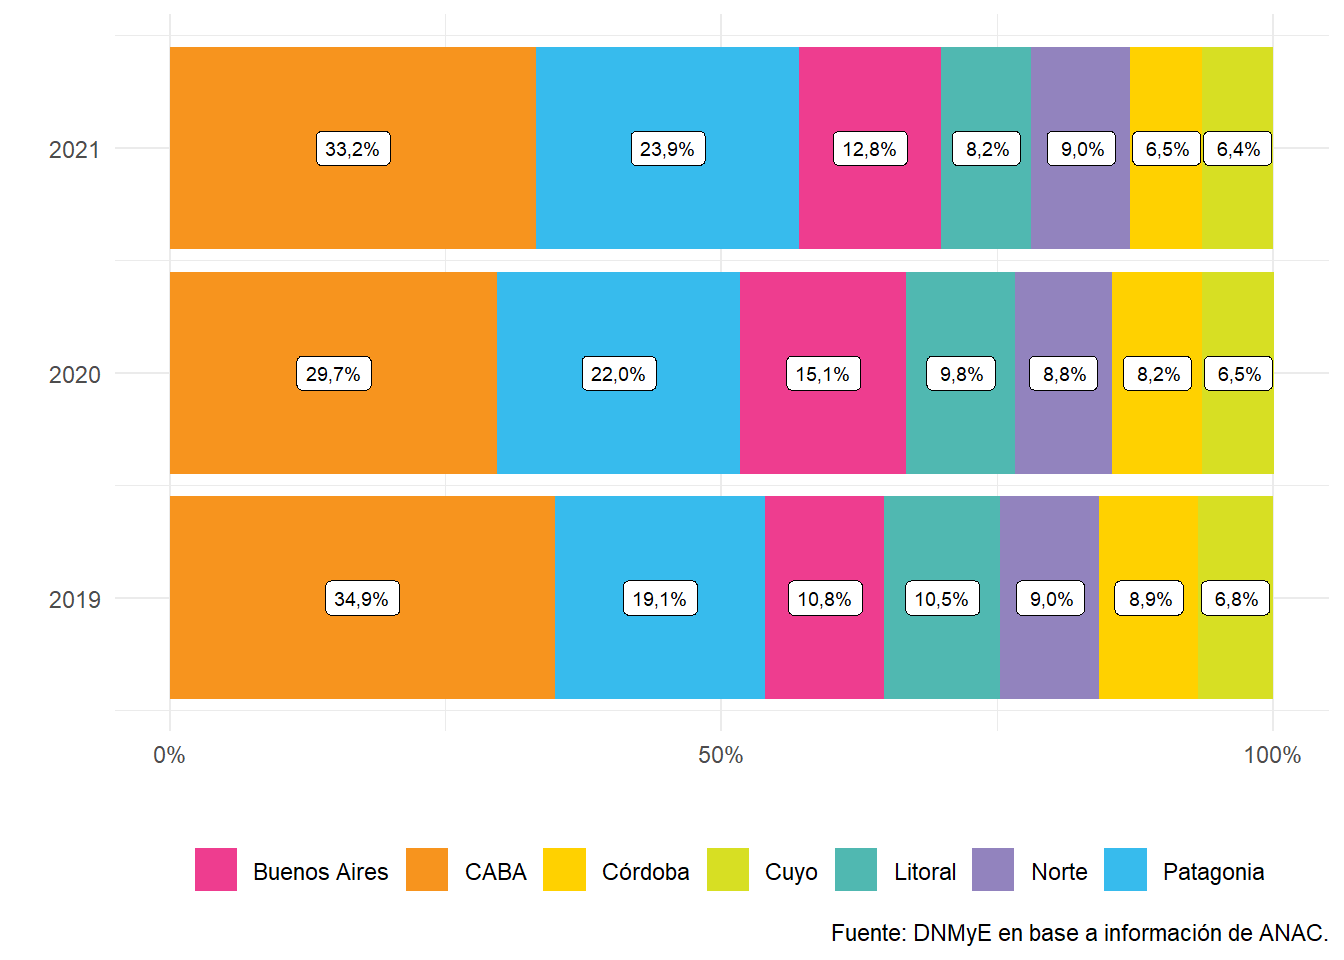 2021
33,2% 23,9% 12,8% 8,2% 9,0% 6,5% 6,4%
2020
29,7% 22,0% 15,1% 9,8% 8,8% 8,2% 6,5%
2019
34,9% 19,1% 10,8% 10,5% 9,0% 8,9% 6,8%
0% 50% 100%
Buenos Aires CABA Córdoba Cuyo Litoral Norte Patagonia
Fuente: DNMyE en base a información de ANAC.